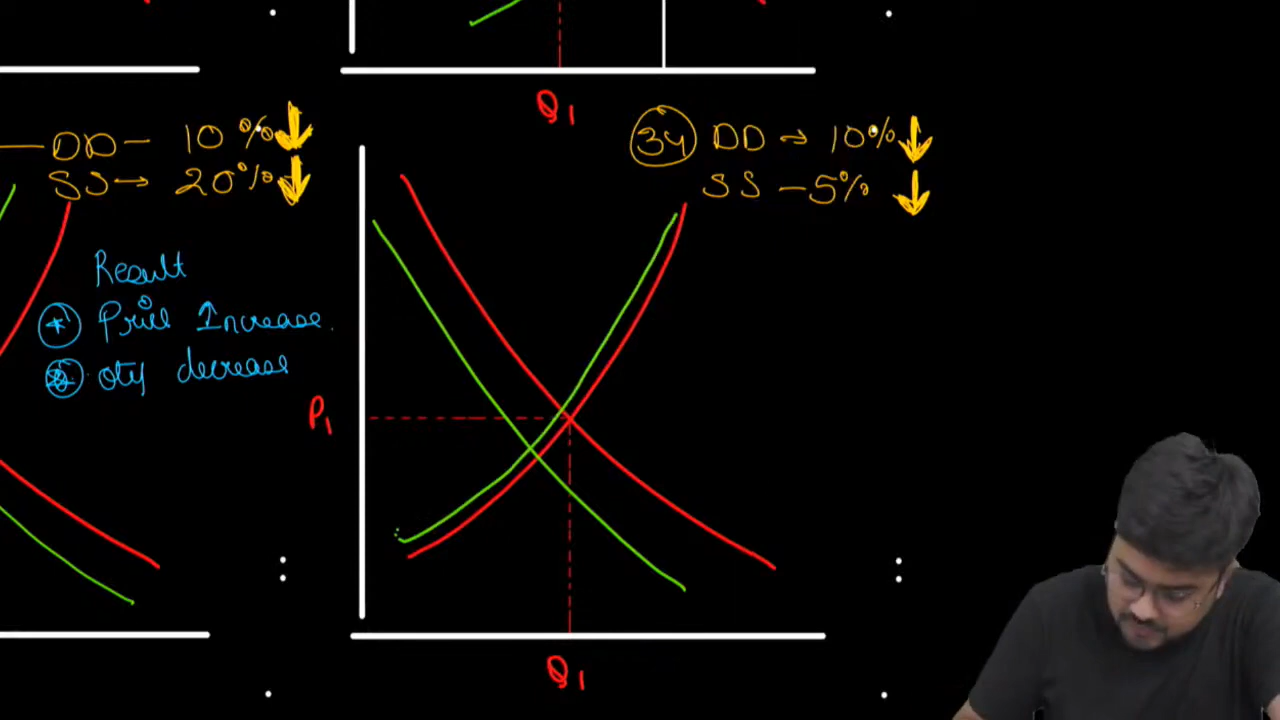 Q1
DD - 10%
SS → 20%
Result
* Price ↑ Increase.
qty decrease
34 DD → 10%
SS - 5%
P1
Q1